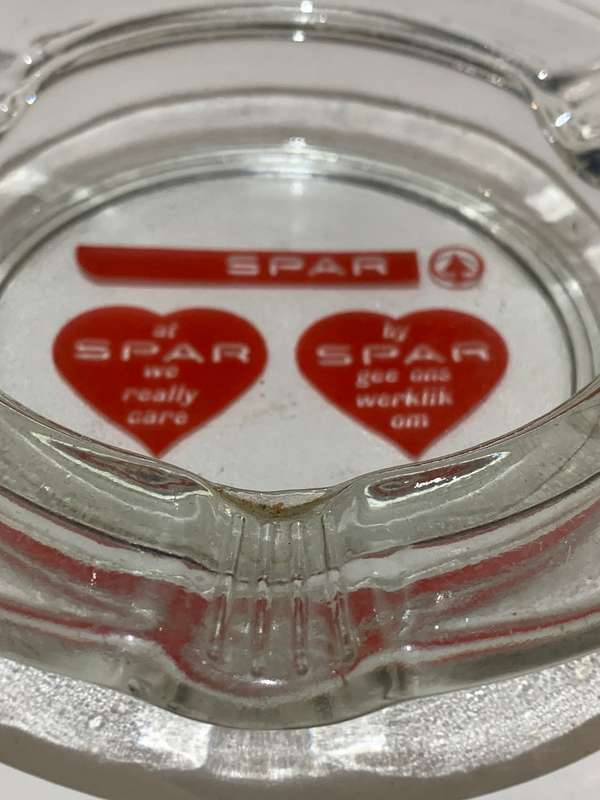 SPAR
at
SPAR
we
really
care
by
SPAR
gee ons
werklik
om